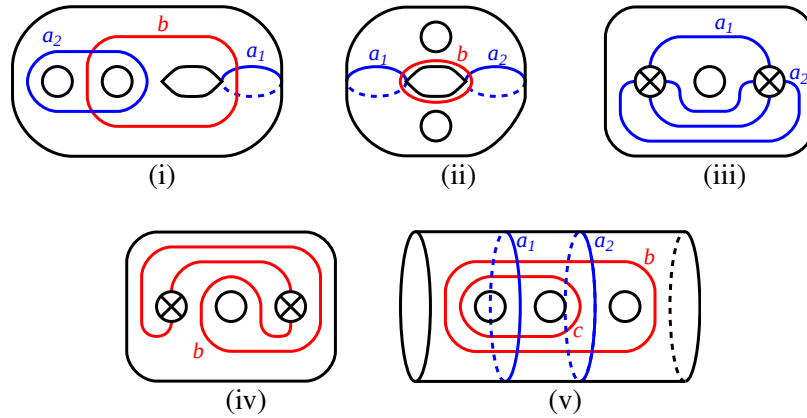 a₂ b a₁
a₁ b a₂
a₁
a₂
(i) (ii) (iii)
a₁ a₂ b
b c
(iv) (v)